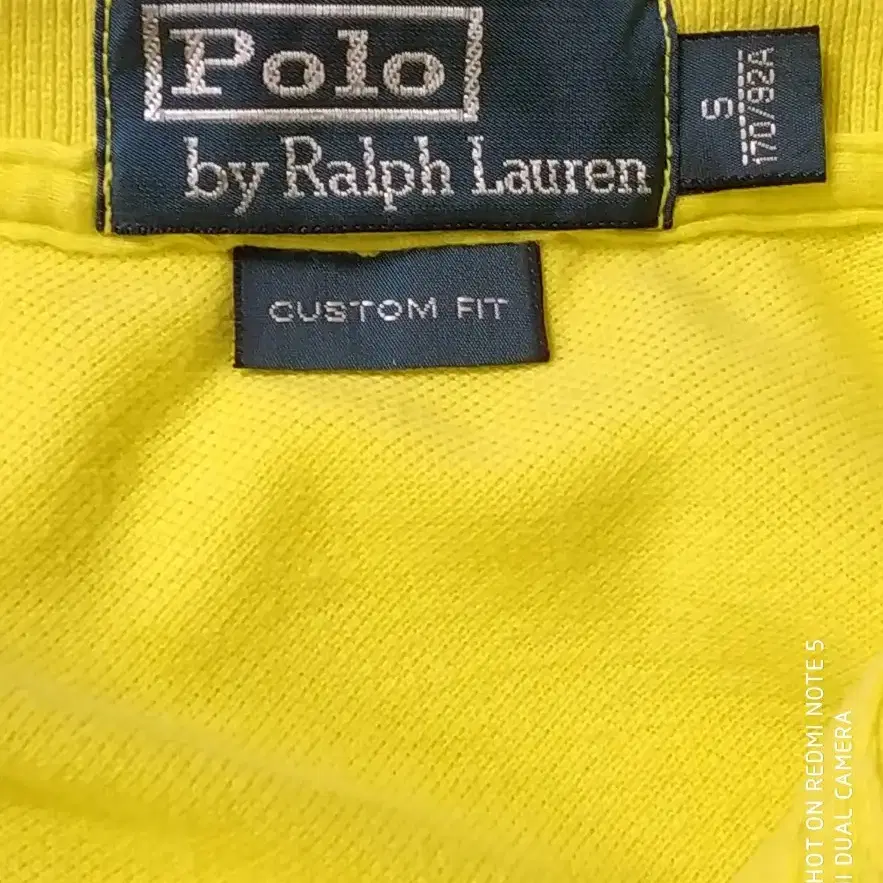 Polo
by Ralph Lauren
S
170/92A
CUSTOM FIT
HOT ON REDMI NOTE 5
I DUAL CAMERA